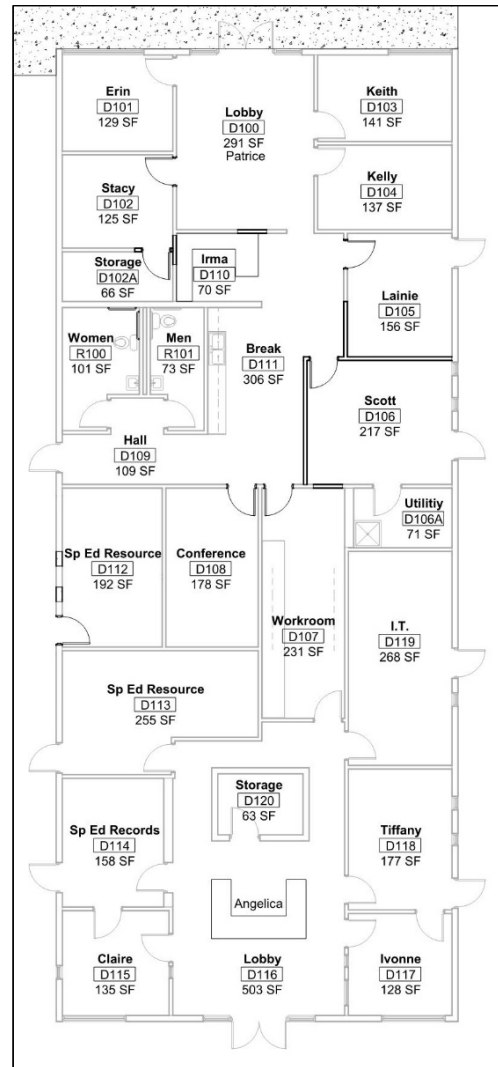 Erin
D101
129 SF
Lobby
D100
291 SF
Patrice
Keith
D103
141 SF
Stacy
D102
125 SF
Kelly
D104
137 SF
Storage
D102A
66 SF
Irma
D110
70 SF
Lainie
D105
156 SF
Women
R100
101 SF
Men
R101
73 SF
Break
D111
306 SF
Scott
D106
217 SF
Hall
D109
109 SF
Utilitiy
D106A
71 SF
Sp Ed Resource
D112
192 SF
Conference
D108
178 SF
Workroom
D107
231 SF
I.T.
D119
268 SF
Sp Ed Resource
D113
255 SF
Storage
D120
63 SF
Sp Ed Records
D114
158 SF
Tiffany
D118
177 SF
Angelica
Claire
D115
135 SF
Lobby
D116
503 SF
Ivonne
D117
128 SF